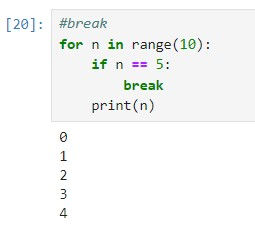 [20]: #break
for n in range(10):
    if n == 5:
        break
    print(n)
0
1
2
3
4